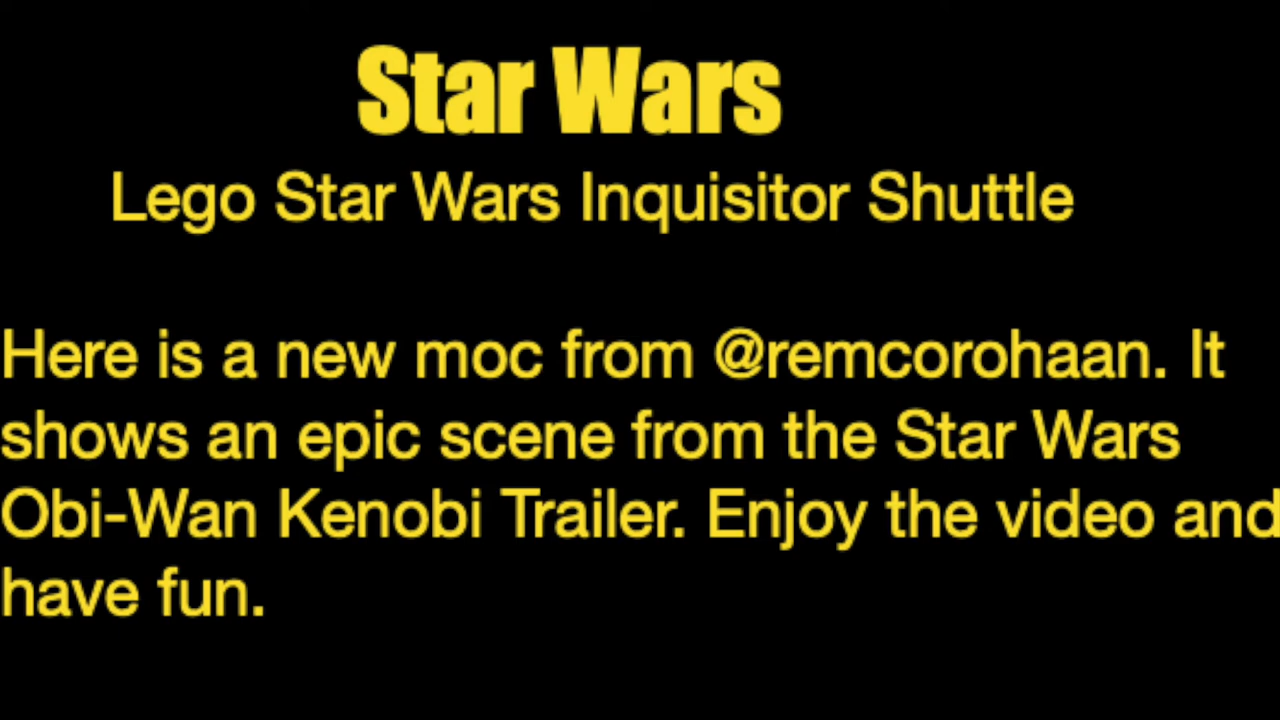 Star Wars
Lego Star Wars Inquisitor Shuttle
Here is a new moc from @remcorohaan. It
shows an epic scene from the Star Wars
Obi-Wan Kenobi Trailer. Enjoy the video and
have fun.